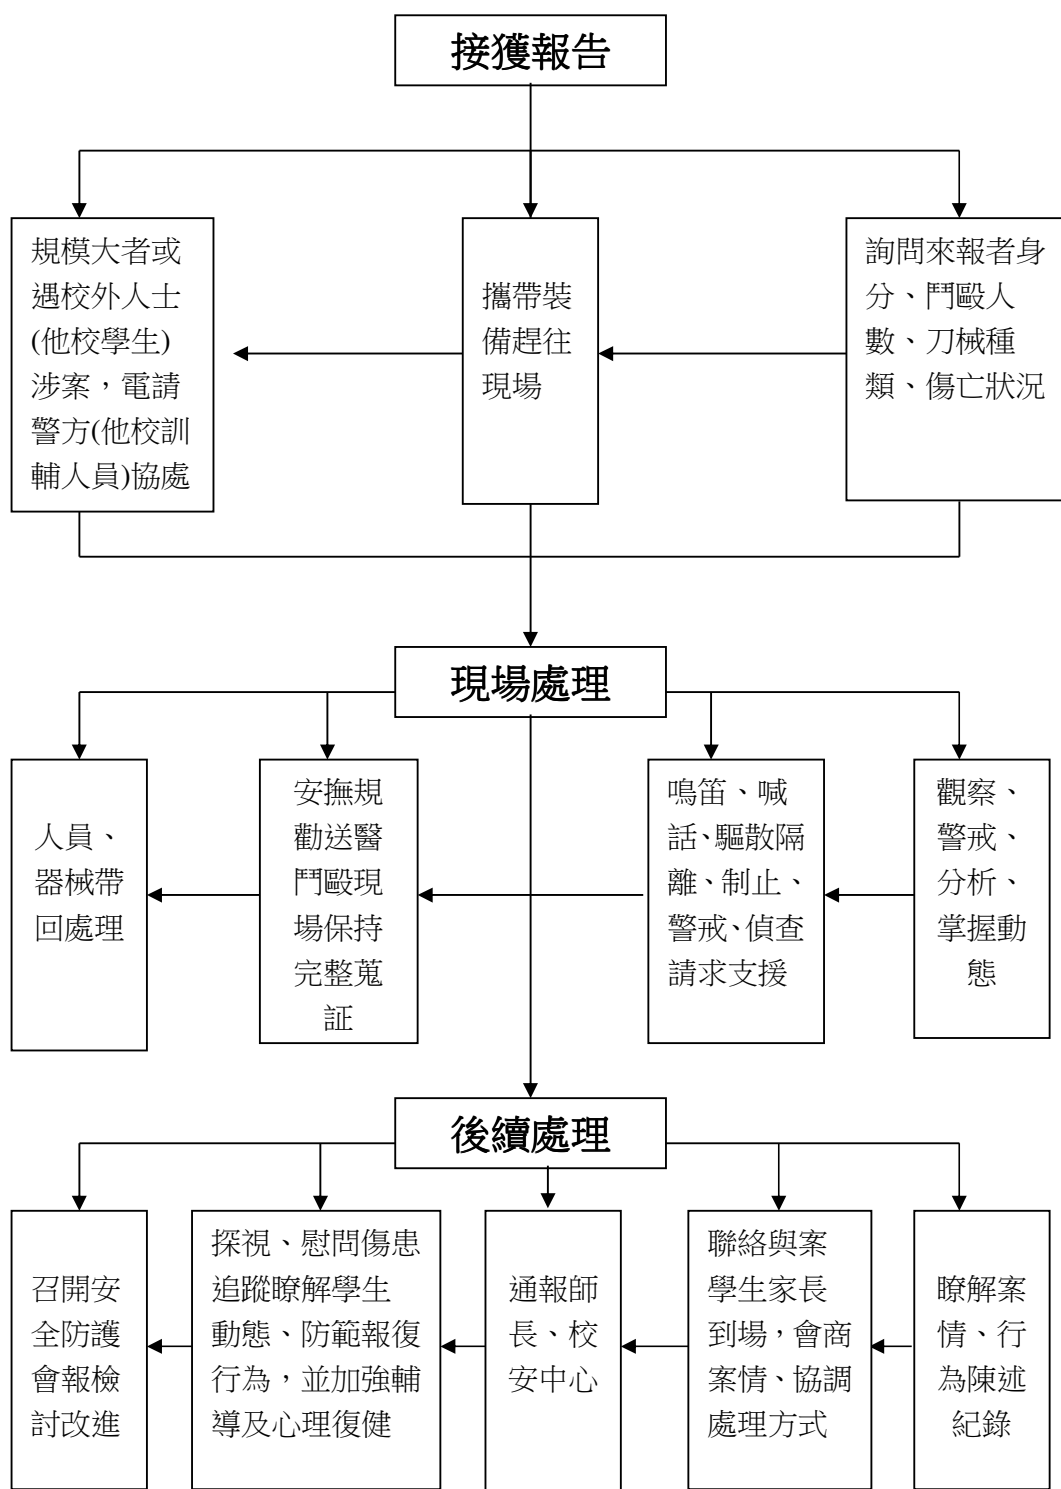 接獲報告
規模大者或
遇校外人士
(他校學生)
涉案，電請
警方(他校訓
輔人員)協處
攜帶裝
備趕往
現場
詢問來報者身
分、鬥毆人
數、刀械種
類、傷亡狀況
現場處理
人員、
器械帶
回處理
安撫規
勸送醫
鬥毆現
場保持
完整蒐
証
鳴笛、喊
話、驅散隔
離、制止、
警戒、偵查
請求支援
觀察、
警戒、
分析、
掌握動
態
後續處理
召開安
全防護
會報檢
討改進
探視、慰問傷患
追蹤瞭解學生
動態、防範報復
行為，並加強輔
導及心理復健
通報師
長、校
安中心
聯絡與案
學生家長
到場，會商
案情、協調
處理方式
瞭解案
情、行
為陳述
紀錄